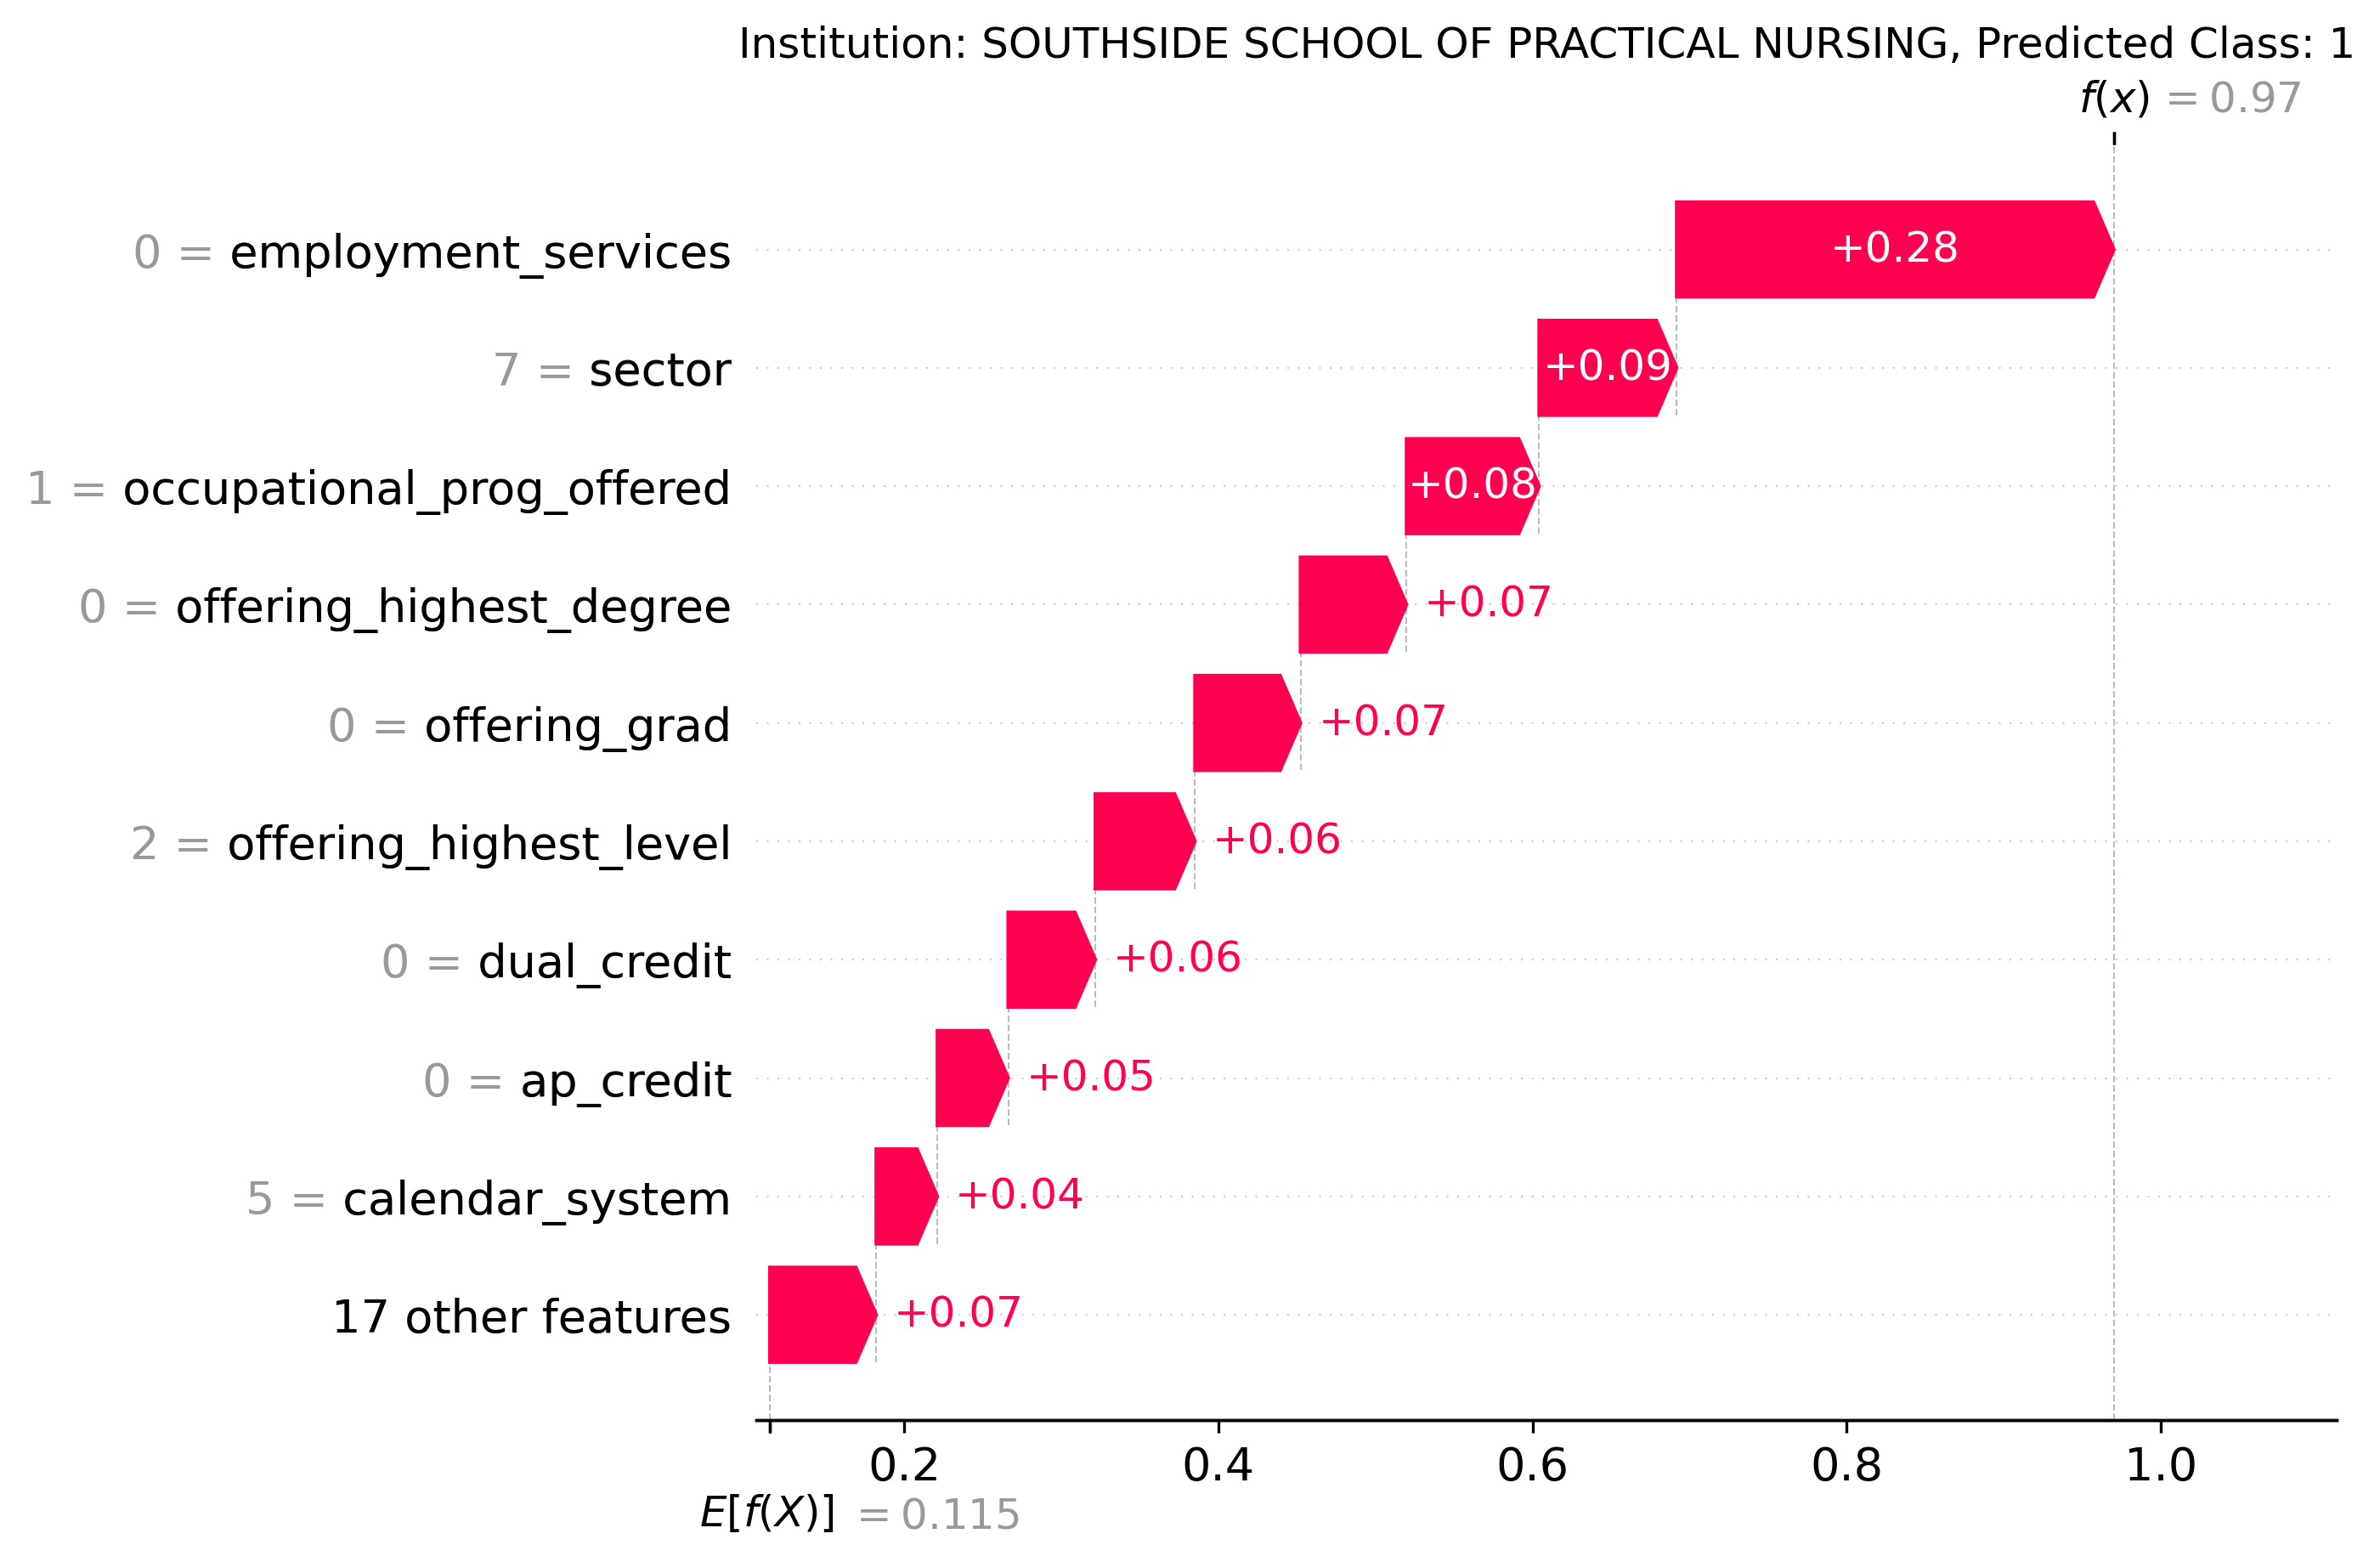 Institution: SOUTHSIDE SCHOOL OF PRACTICAL NURSING, Predicted Class: 1
f(x) = 0.97
0 = employment_services +0.28
7 = sector +0.09
1 = occupational_prog_offered +0.08
0 = offering_highest_degree +0.07
0 = offering_grad +0.07
2 = offering_highest_level +0.06
0 = dual_credit +0.06
0 = ap_credit +0.05
5 = calendar_system +0.04
17 other features +0.07
0.2 0.4 0.6 0.8 1.0
E[f(X)] = 0.115